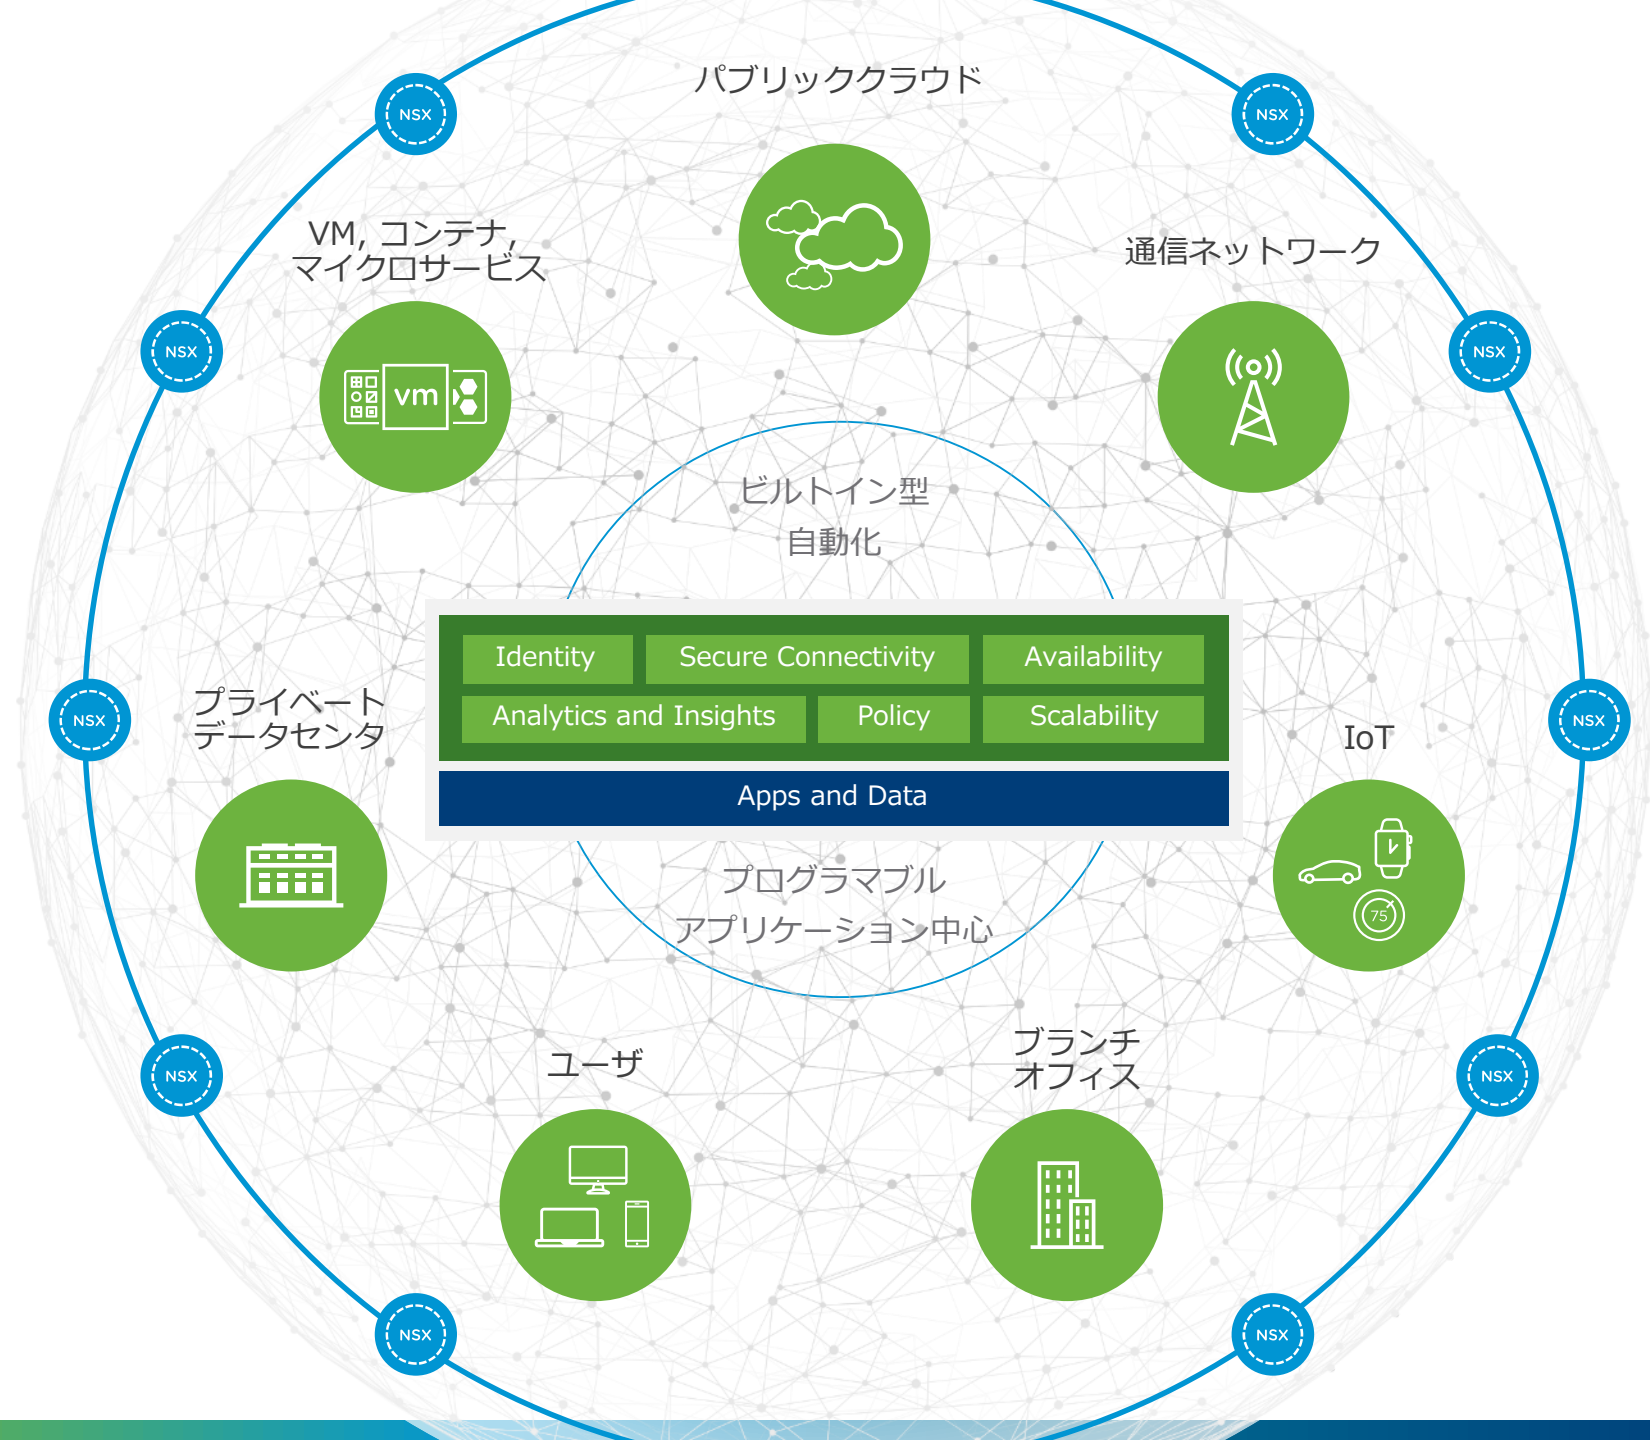 パブリッククラウド
NSX
NSX
VM, コンテナ,
マイクロサービス
通信ネットワーク
NSX
NSX
vm
ビルトイン型
自動化
Identity
Secure Connectivity
Availability
Analytics and Insights
Policy
Scalability
プライベート
データセンタ
NSX
NSX
IoT
Apps and Data
プログラマブル
アプリケーション中心
75
ユーザ
ブランチ
オフィス
NSX
NSX
NSX
NSX